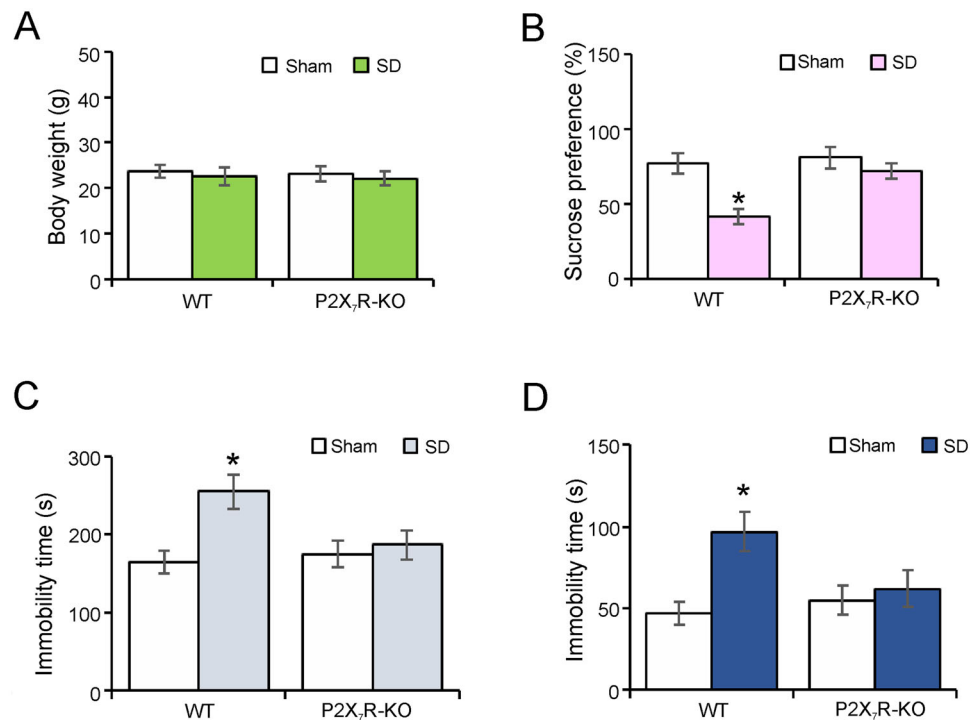 A
Body weight (g)
50
40
30
20
10
0
Sham SD
WT P2X₇R-KO
B
Sucrose preference (%)
150
100
50
0
Sham SD
WT P2X₇R-KO
*
C
Immobility time (s)
300
200
100
0
Sham SD
WT P2X₇R-KO
*
D
Immobility time (s)
150
100
50
0
Sham SD
WT P2X₇R-KO
*